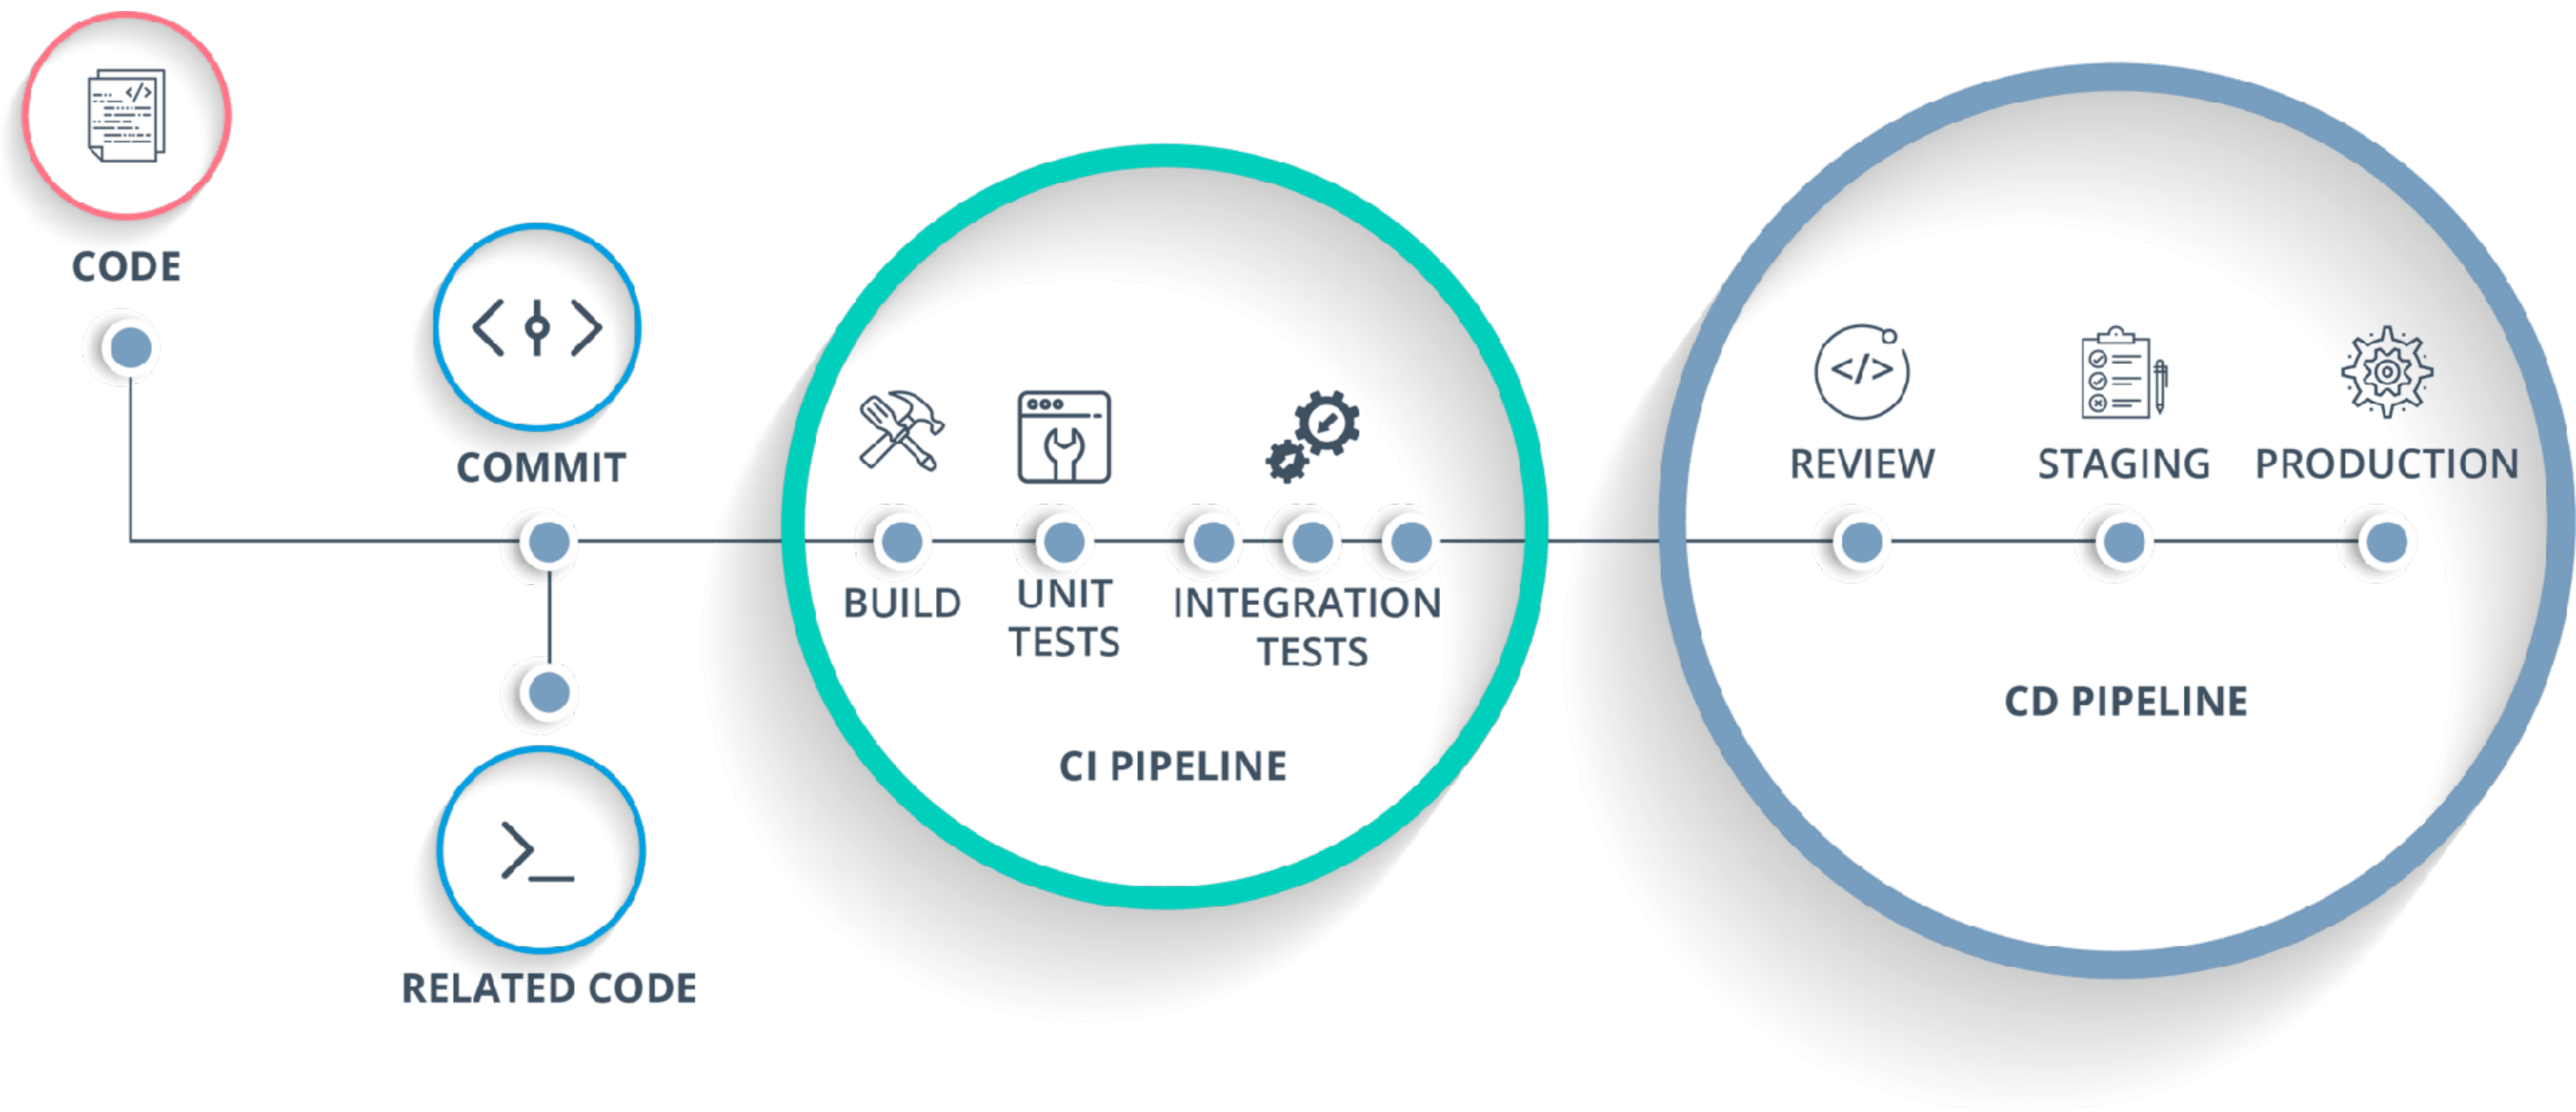 CODE
COMMIT
RELATED CODE
BUILD
UNIT
TESTS
INTEGRATION
TESTS
CI PIPELINE
REVIEW
STAGING
PRODUCTION
CD PIPELINE